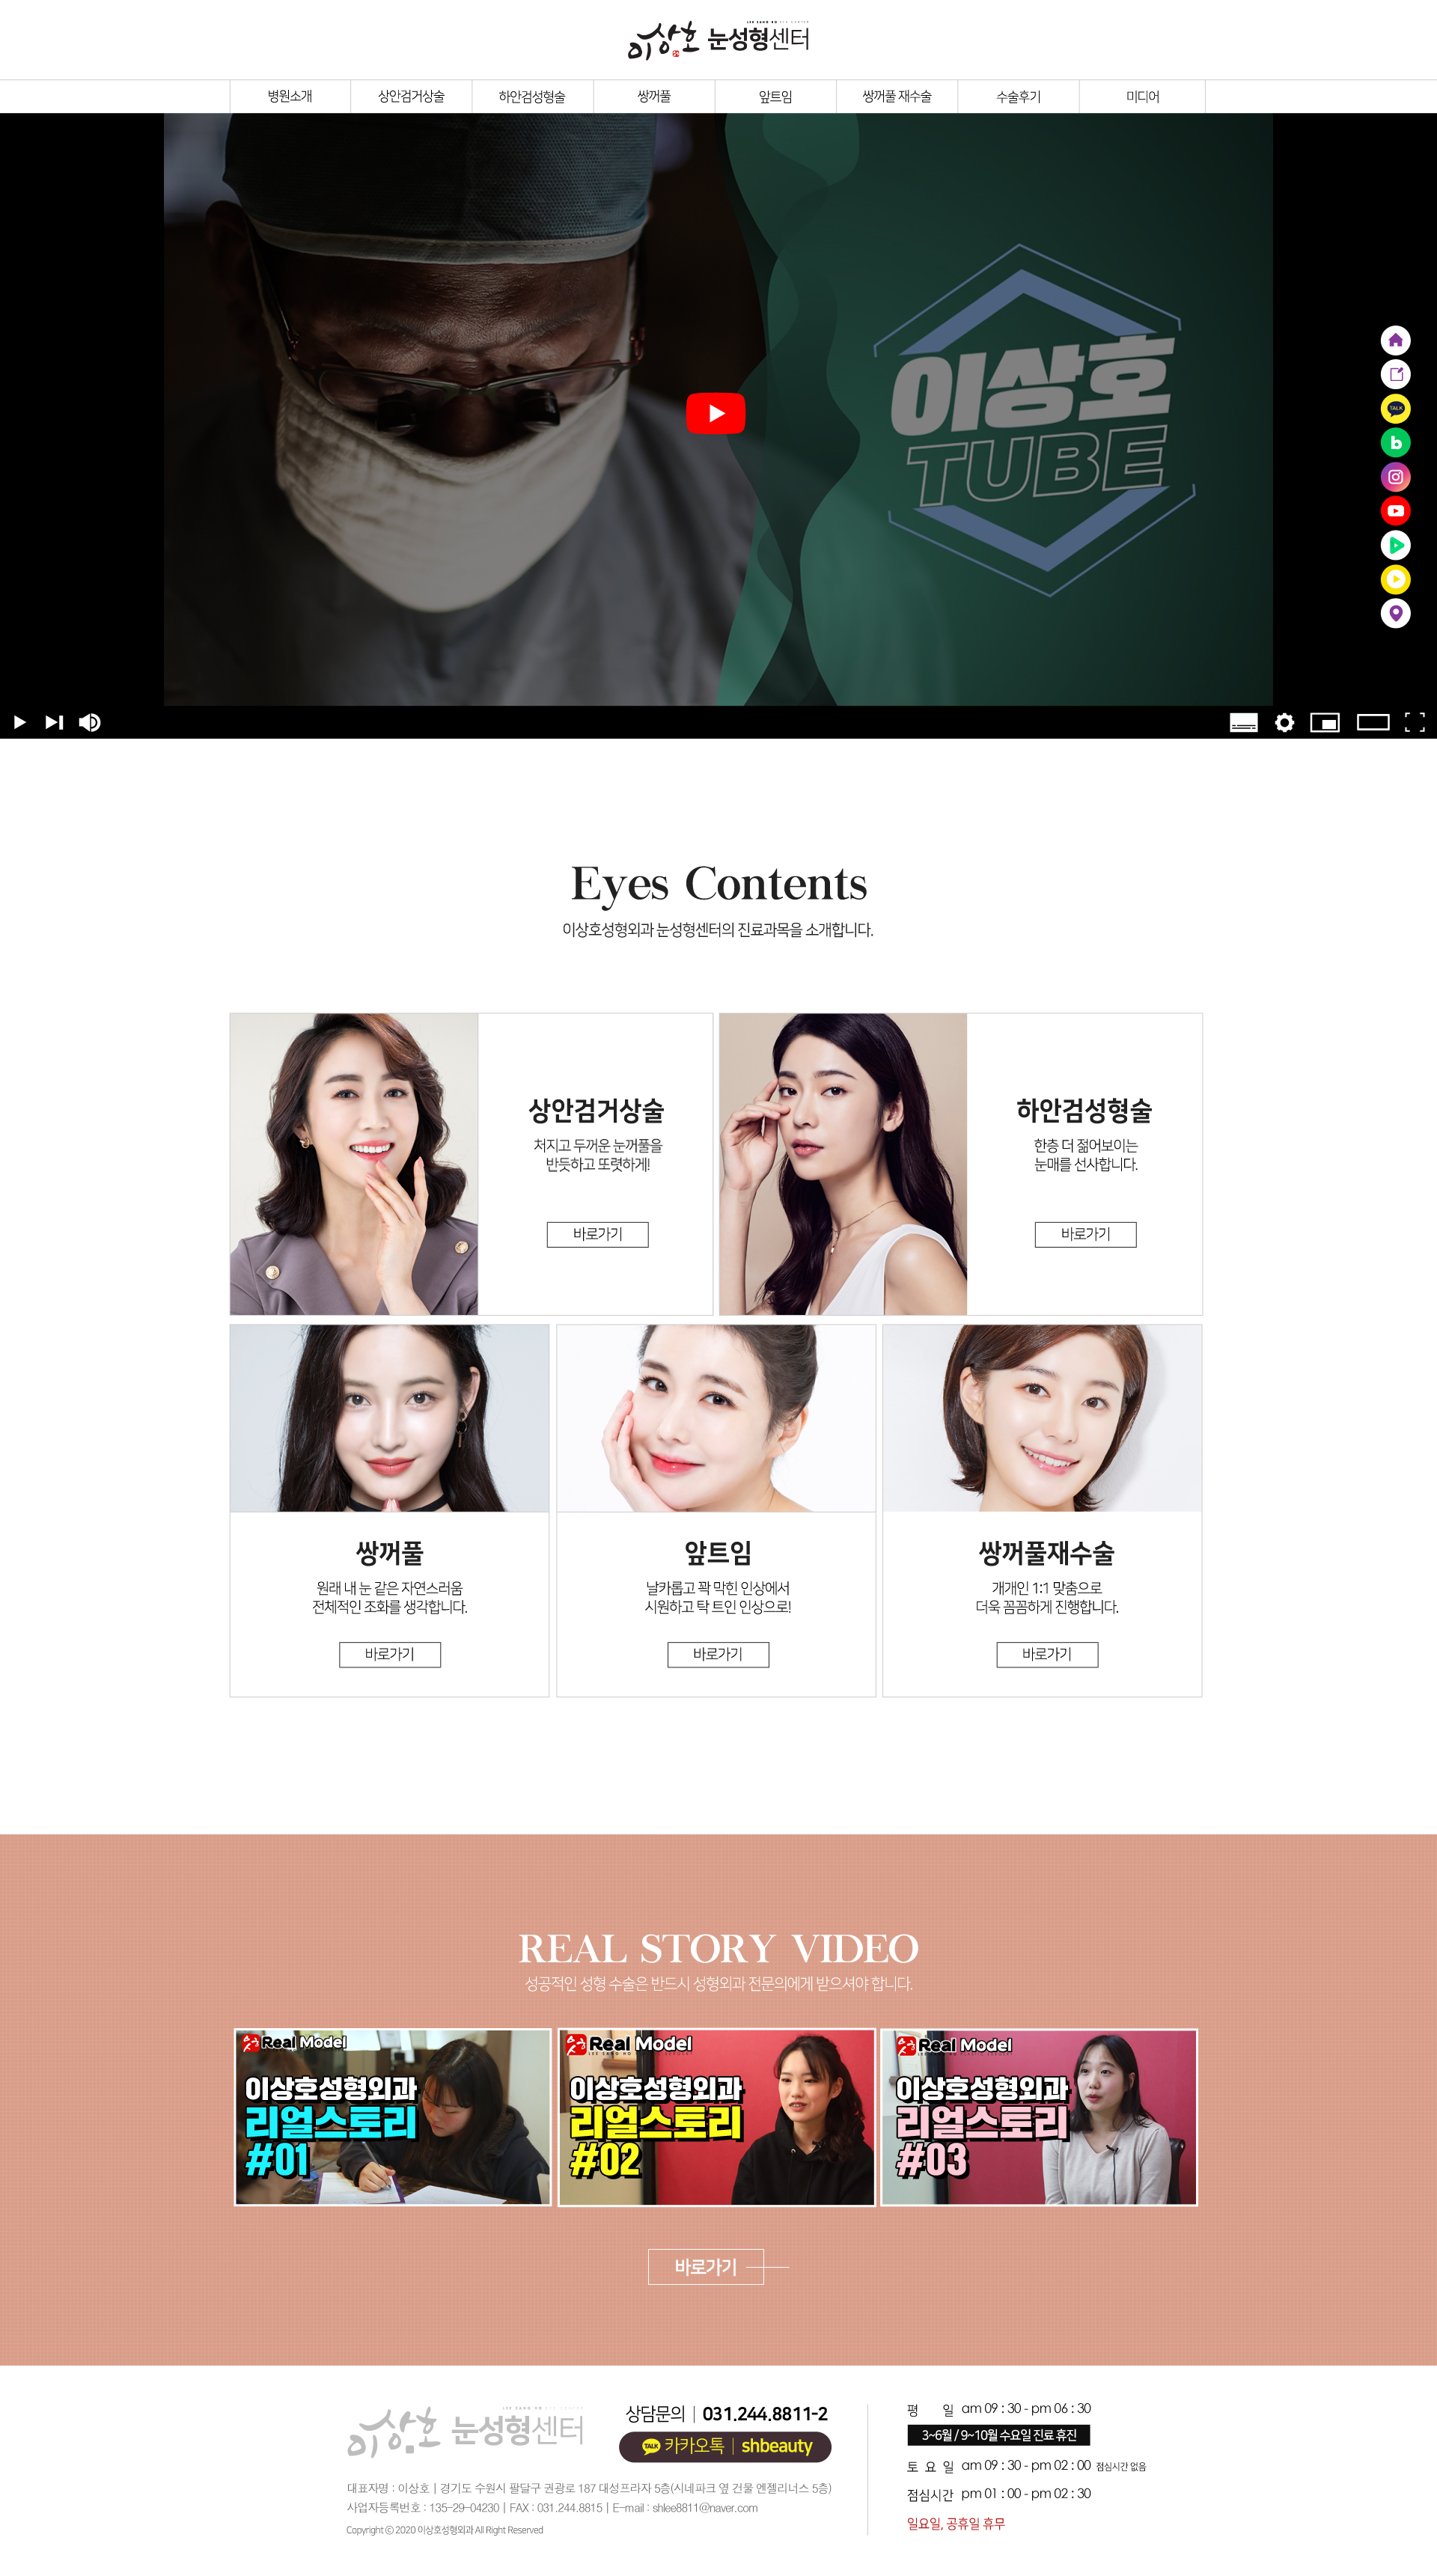 LEE SANG HO EYE CENTER
이상호 눈성형센터
병원소개 상안검거상술 하안검성형술 쌍꺼풀 앞트임 쌍꺼풀 재수술 수술후기 미디어
이상호
TUBE
TALK
b
Eyes Contents
이상호성형외과 눈성형센터의 진료과목을 소개합니다.
상안검거상술
처지고 두꺼운 눈꺼풀을
반듯하고 또렷하게!
바로가기
하안검성형술
한층 더 젊어보이는
눈매를 선사합니다.
바로가기
쌍꺼풀
원래 내 눈 같은 자연스러움
전체적인 조화를 생각합니다.
바로가기
앞트임
날카롭고 꽉 막힌 인상에서
시원하고 탁 트인 인상으로!
바로가기
쌍꺼풀재수술
개개인 1:1 맞춤으로
더욱 꼼꼼하게 진행합니다.
바로가기
REAL STORY VIDEO
성공적인 성형 수술은 반드시 성형외과 전문의에게 받으셔야 합니다.
Real Model
이상호성형외과
리얼스토리
#01
Real Model
LEE SANG HO
이상호성형외과
리얼스토리
#02
Real Model
이상호성형외과
리얼스토리
#03
바로가기
이상호 눈성형센터
상담문의 | 031.244.8811-2
TALK 카카오톡 | shbeauty
대표자명 : 이상호 | 경기도 수원시 팔달구 권광로 187 대성프라자 5층(시네파크 옆 건물 엔젤리너스 5층)
사업자등록번호 : 135-29-04230 | FAX : 031.244.8815 | E-mail : shlee8811@naver.com
Copyright ⓒ 2020 이상호성형외과 All Right Reserved
평 일 am 09 : 30 - pm 06 : 30
3~6월 / 9~10월 수요일 진료 휴진
토 요 일 am 09 : 30 - pm 02 : 00 점심시간 없음
점심시간 pm 01 : 00 - pm 02 : 30
일요일, 공휴일 휴무